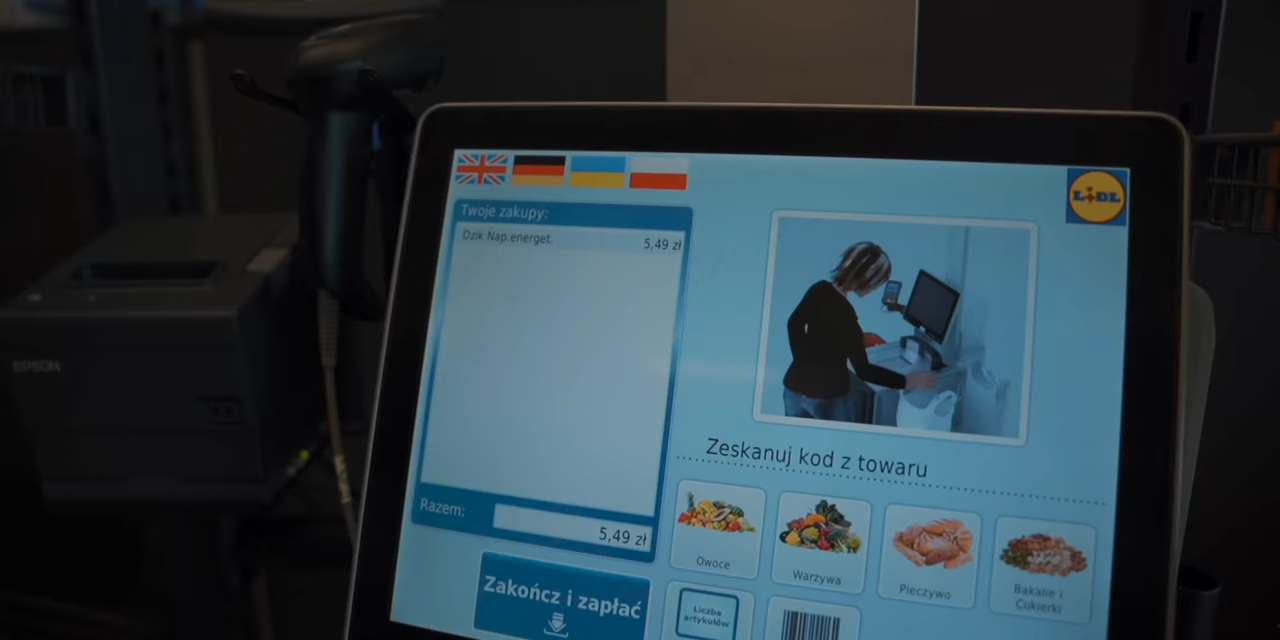 LiDL
Twoje zakupy:
Dzik Nap.energet. 5,49 zł
EPSON
Zeskanuj kod z towaru
Razem:
5,49 zł
Owoce
Warzywa
Pieczywo
Bakalie i
Cukierki
Zakończ i zapłać
Liczba
artykułów